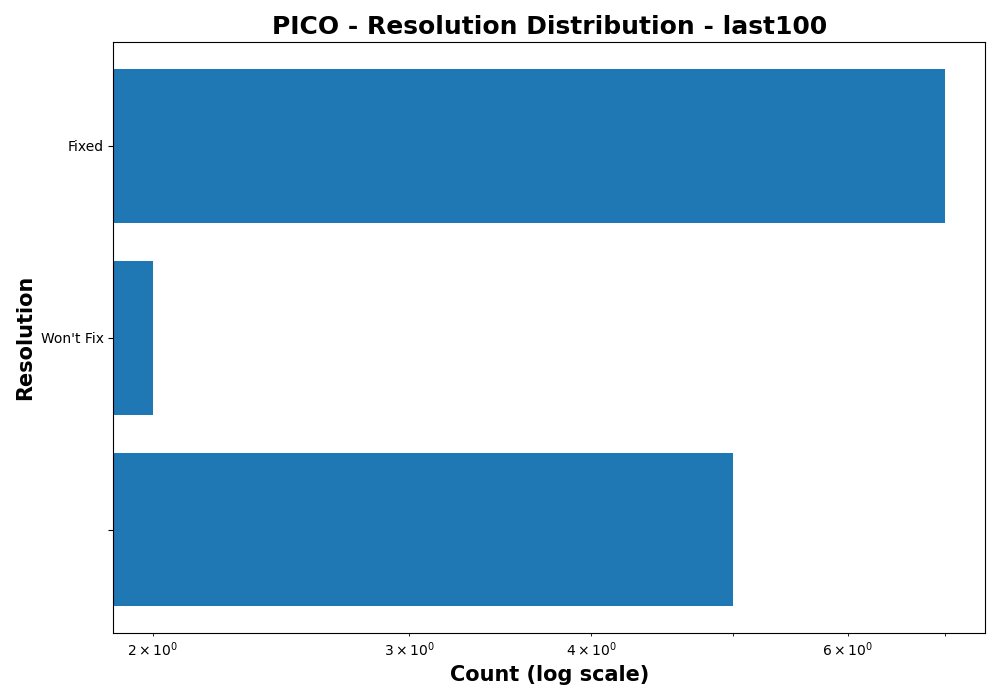 PICO - Resolution Distribution - last100
Fixed
Won't Fix
Resolution
2 × 10⁰
3 × 10⁰
4 × 10⁰
6 × 10⁰
Count (log scale)